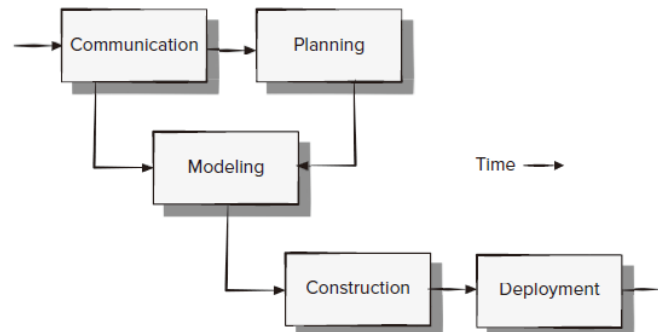 Communication
Planning
Modeling
Time
Construction
Deployment